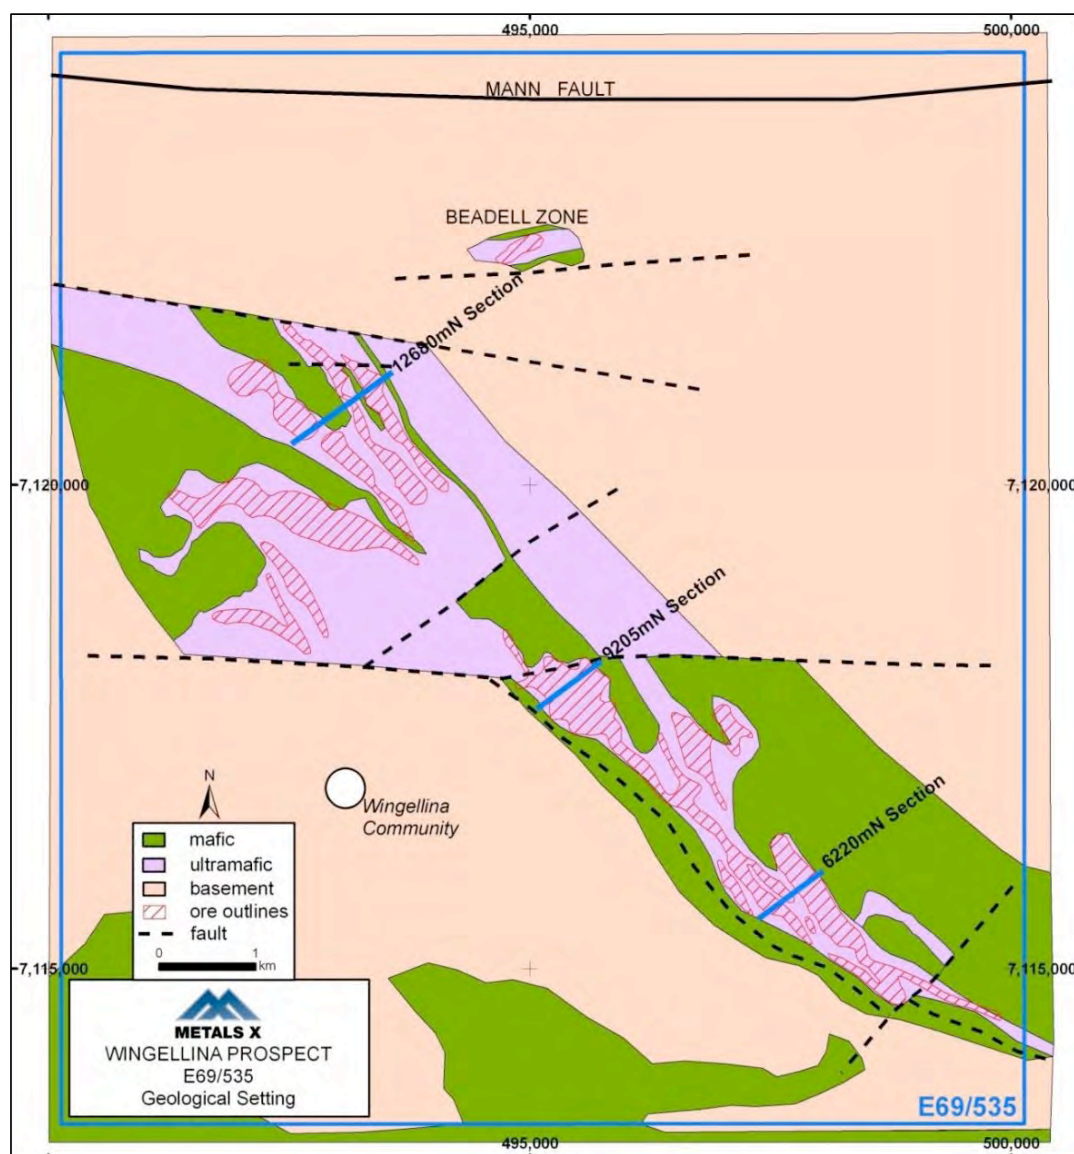 495,000
500,000
MANN FAULT
BEADELL ZONE
12680mN Section
7,120,000
7,120,000
9205mN Section
N
Wingellina
Community
6220mN Section
mafic
ultramafic
basement
ore outlines
fault
0
1
km
7,115,000
7,115,000
METALS X
WINGELLINA PROSPECT
E69/535
Geological Setting
E69/535
495,000
500,000